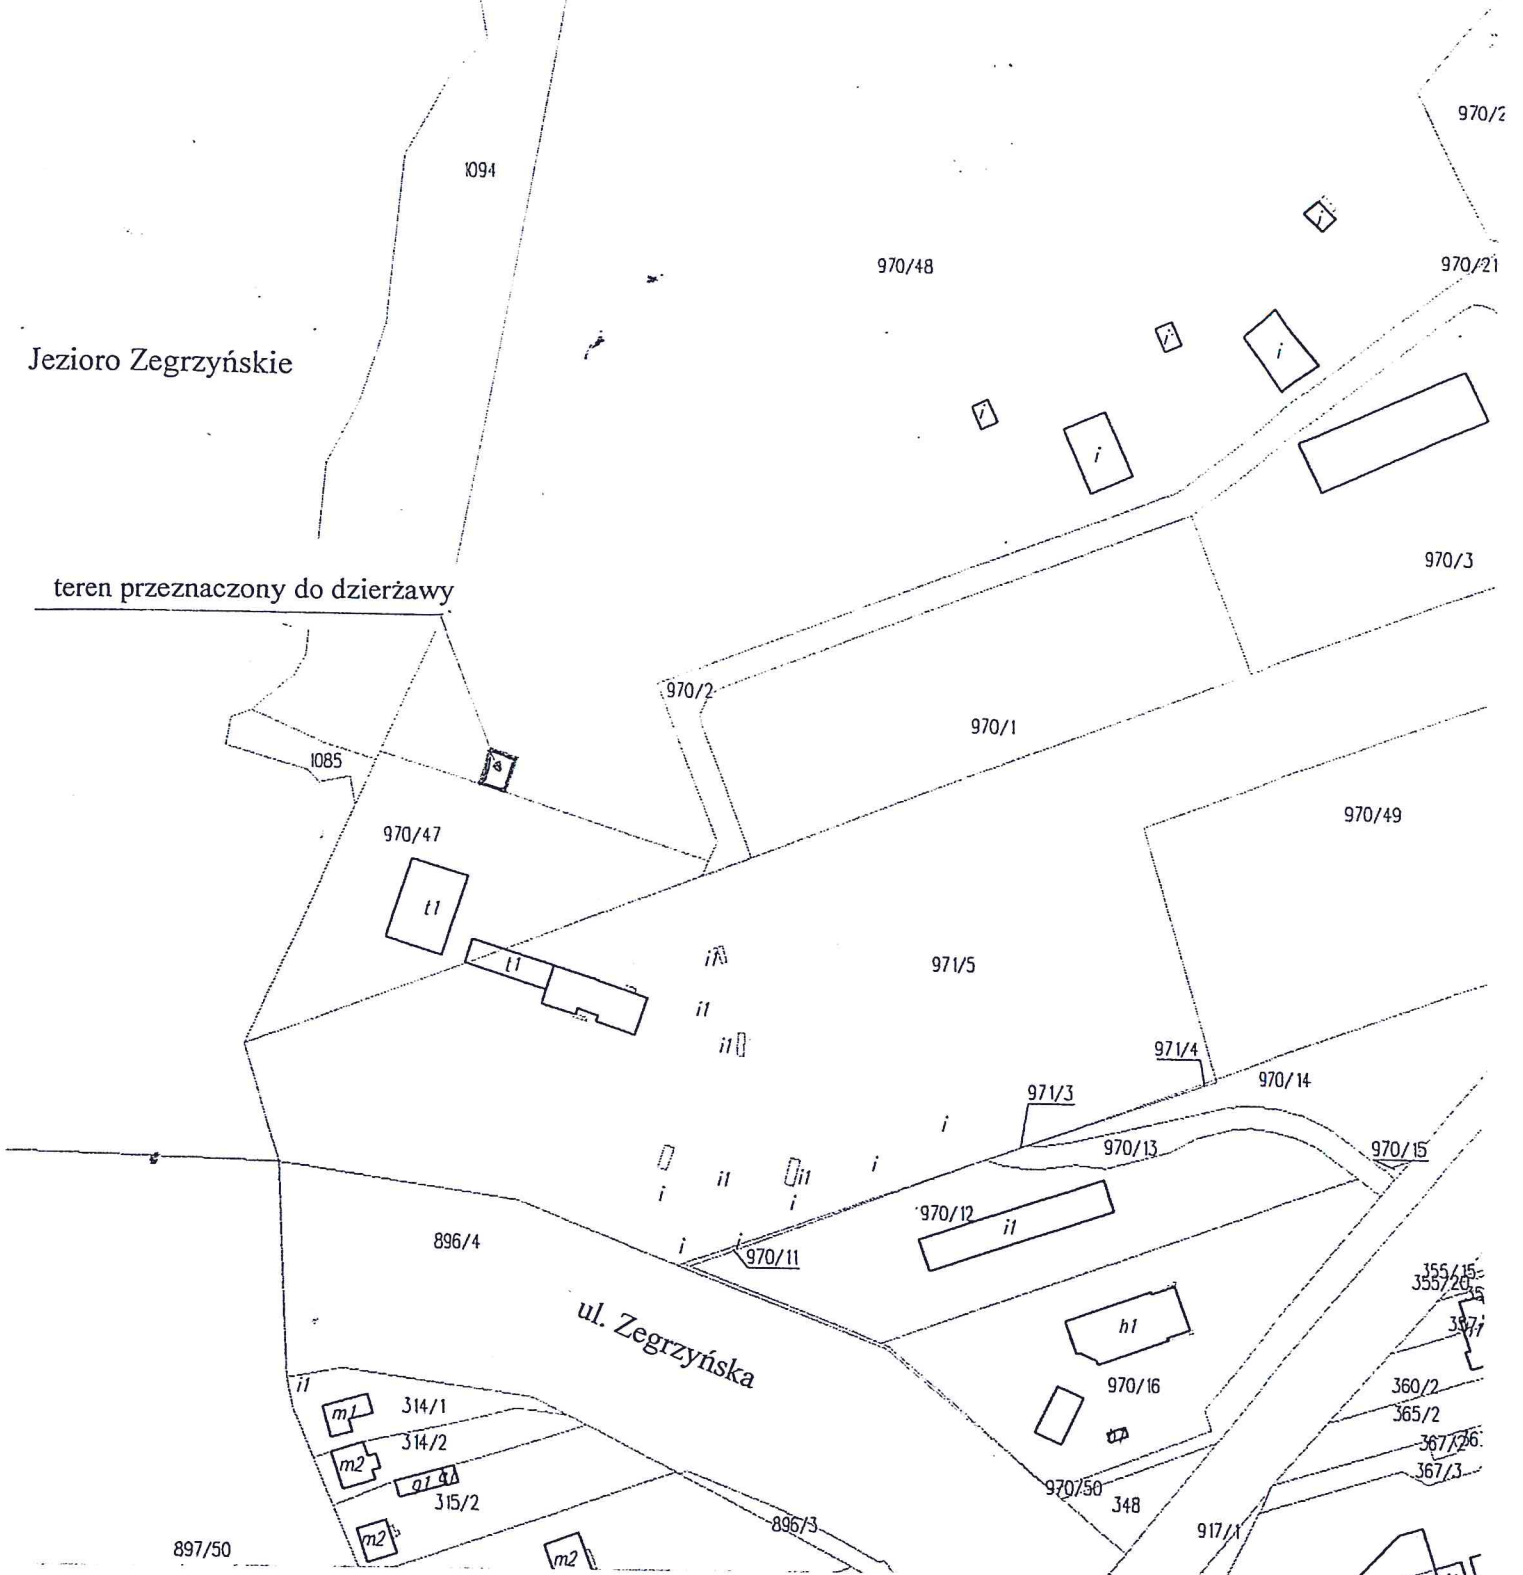 970/2
1094
i
970/48
970/21
Jezioro Zegrzyńskie
i
i
i
i
970/3
teren przeznaczony do dzierżawy
970/2
970/1
1085
970/49
970/47
t1
i1
t1
971/5
i1
i1
971/4
970/14
971/3
i
970/13
970/15
i
i1
i1
i
i
970/12
i1
896/4
i
i
970/11
355/15
355/20
ul. Zegrzyńska
h1
i1
970/16
360/2
m1
314/1
365/2
314/2
367/2
m2
367/3
315/2
970/50
348
896/3
917/1
m2
897/50
m2